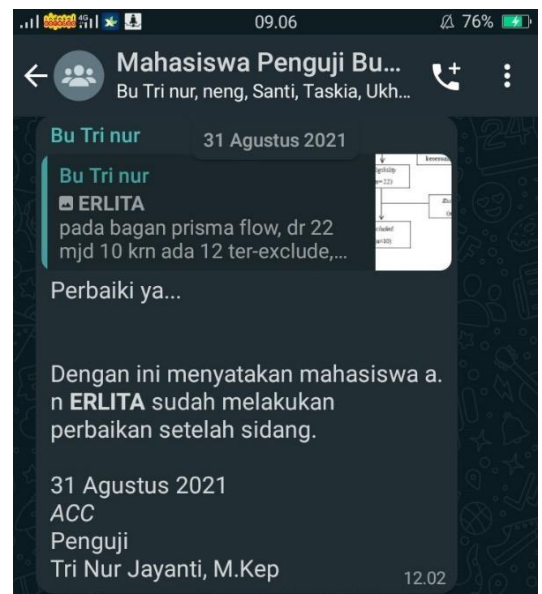 09.06
76%
Mahasiswa Penguji Bu...
Bu Tri nur, neng, Santi, Taskia, Ukh...
Bu Tri nur
31 Agustus 2021
Bu Tri nur
ERLITA
pada bagan prisma flow, dr 22
mjd 10 krn ada 12 ter-exclude,...
Perbaiki ya...
Dengan ini menyatakan mahasiswa a.
n ERLITA sudah melakukan
perbaikan setelah sidang.
31 Agustus 2021
ACC
Penguji
Tri Nur Jayanti, M.Kep
12.02